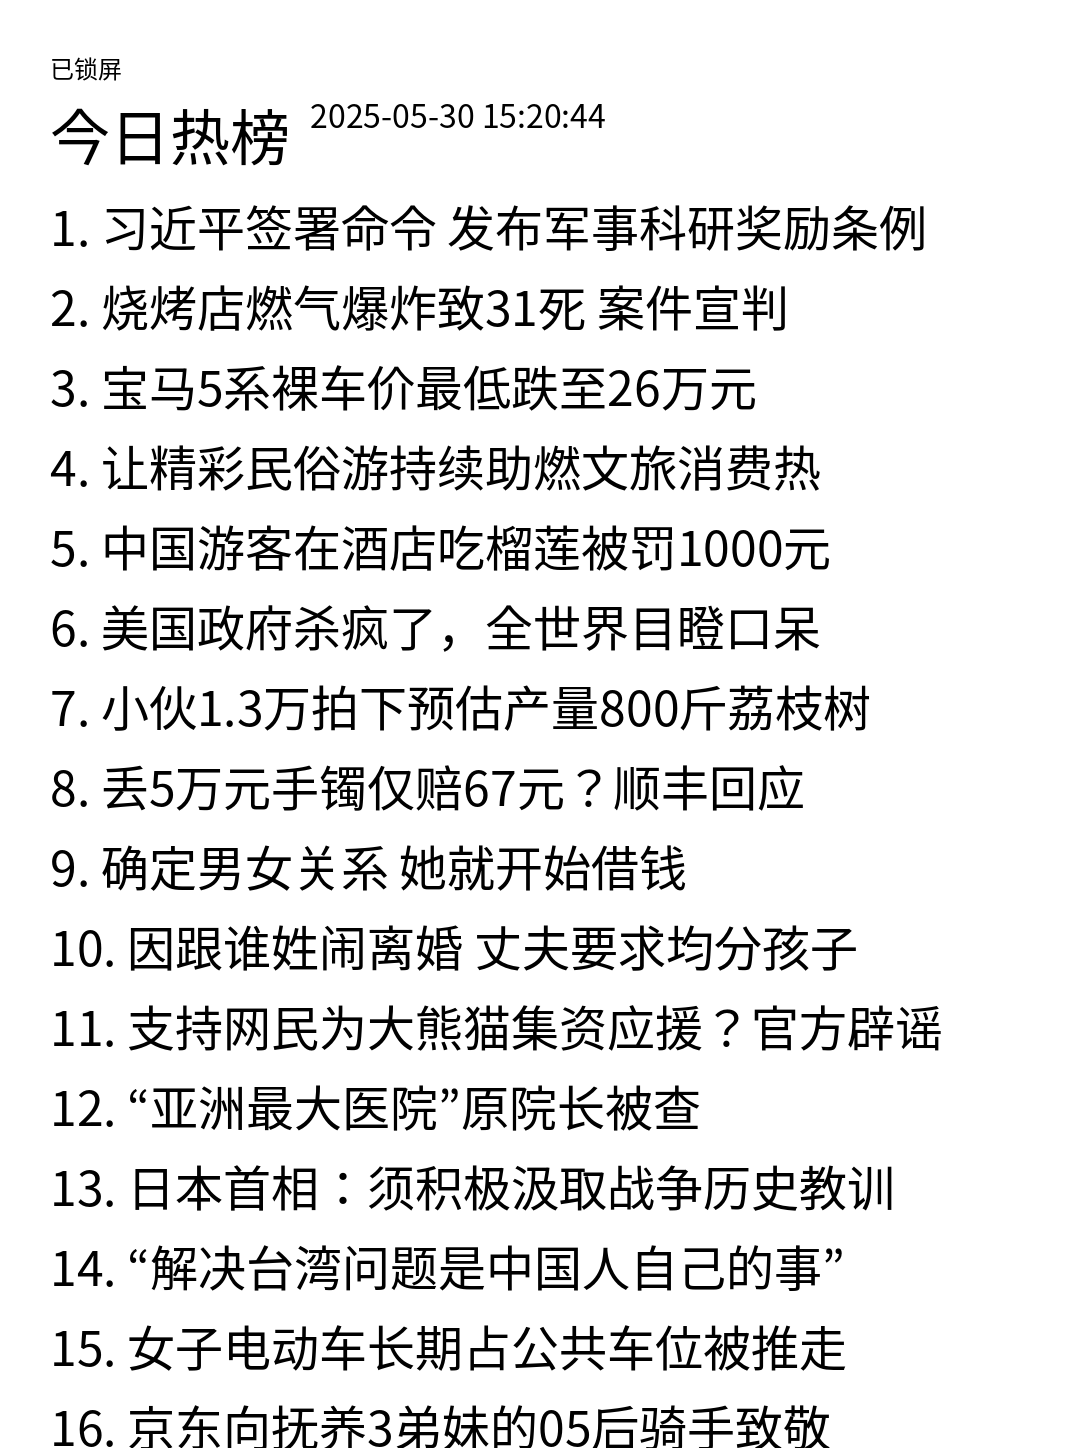 已锁屏
今日热榜 2025-05-30 15:20:44
1. 习近平签署命令 发布军事科研奖励条例
2. 烧烤店燃气爆炸致31死 案件宣判
3. 宝马5系裸车价最低跌至26万元
4. 让精彩民俗游持续助燃文旅消费热
5. 中国游客在酒店吃榴莲被罚1000元
6. 美国政府杀疯了，全世界目瞪口呆
7. 小伙1.3万拍下预估产量800斤荔枝树
8. 丢5万元手镯仅赔67元？顺丰回应
9. 确定男女关系 她就开始借钱
10. 因跟谁姓闹离婚 丈夫要求均分孩子
11. 支持网民为大熊猫集资应援？官方辟谣
12. “亚洲最大医院”原院长被查
13. 日本首相：须积极汲取战争历史教训
14. “解决台湾问题是中国人自己的事”
15. 女子电动车长期占公共车位被推走
16. 京东向抚养3弟妹的05后骑手致敬